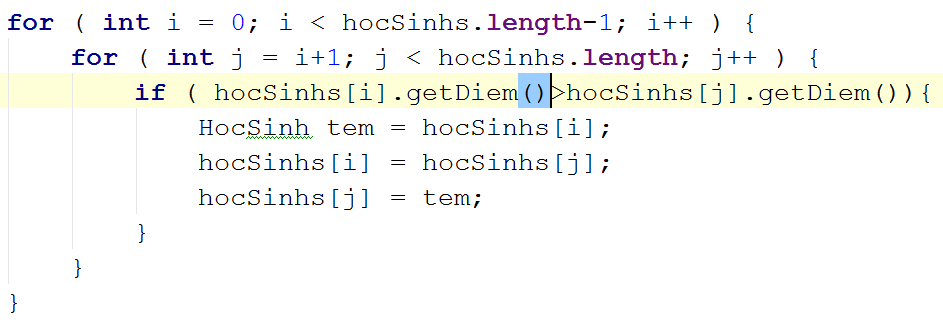 for ( int i = 0; i < hocSinhs.length-1; i++ ) {
    for ( int j = i+1; j < hocSinhs.length; j++ ) {
        if ( hocSinhs[i].getDiem()>hocSinhs[j].getDiem()){
            HocSinh tem = hocSinhs[i];
            hocSinhs[i] = hocSinhs[j];
            hocSinhs[j] = tem;
        }
    }
}